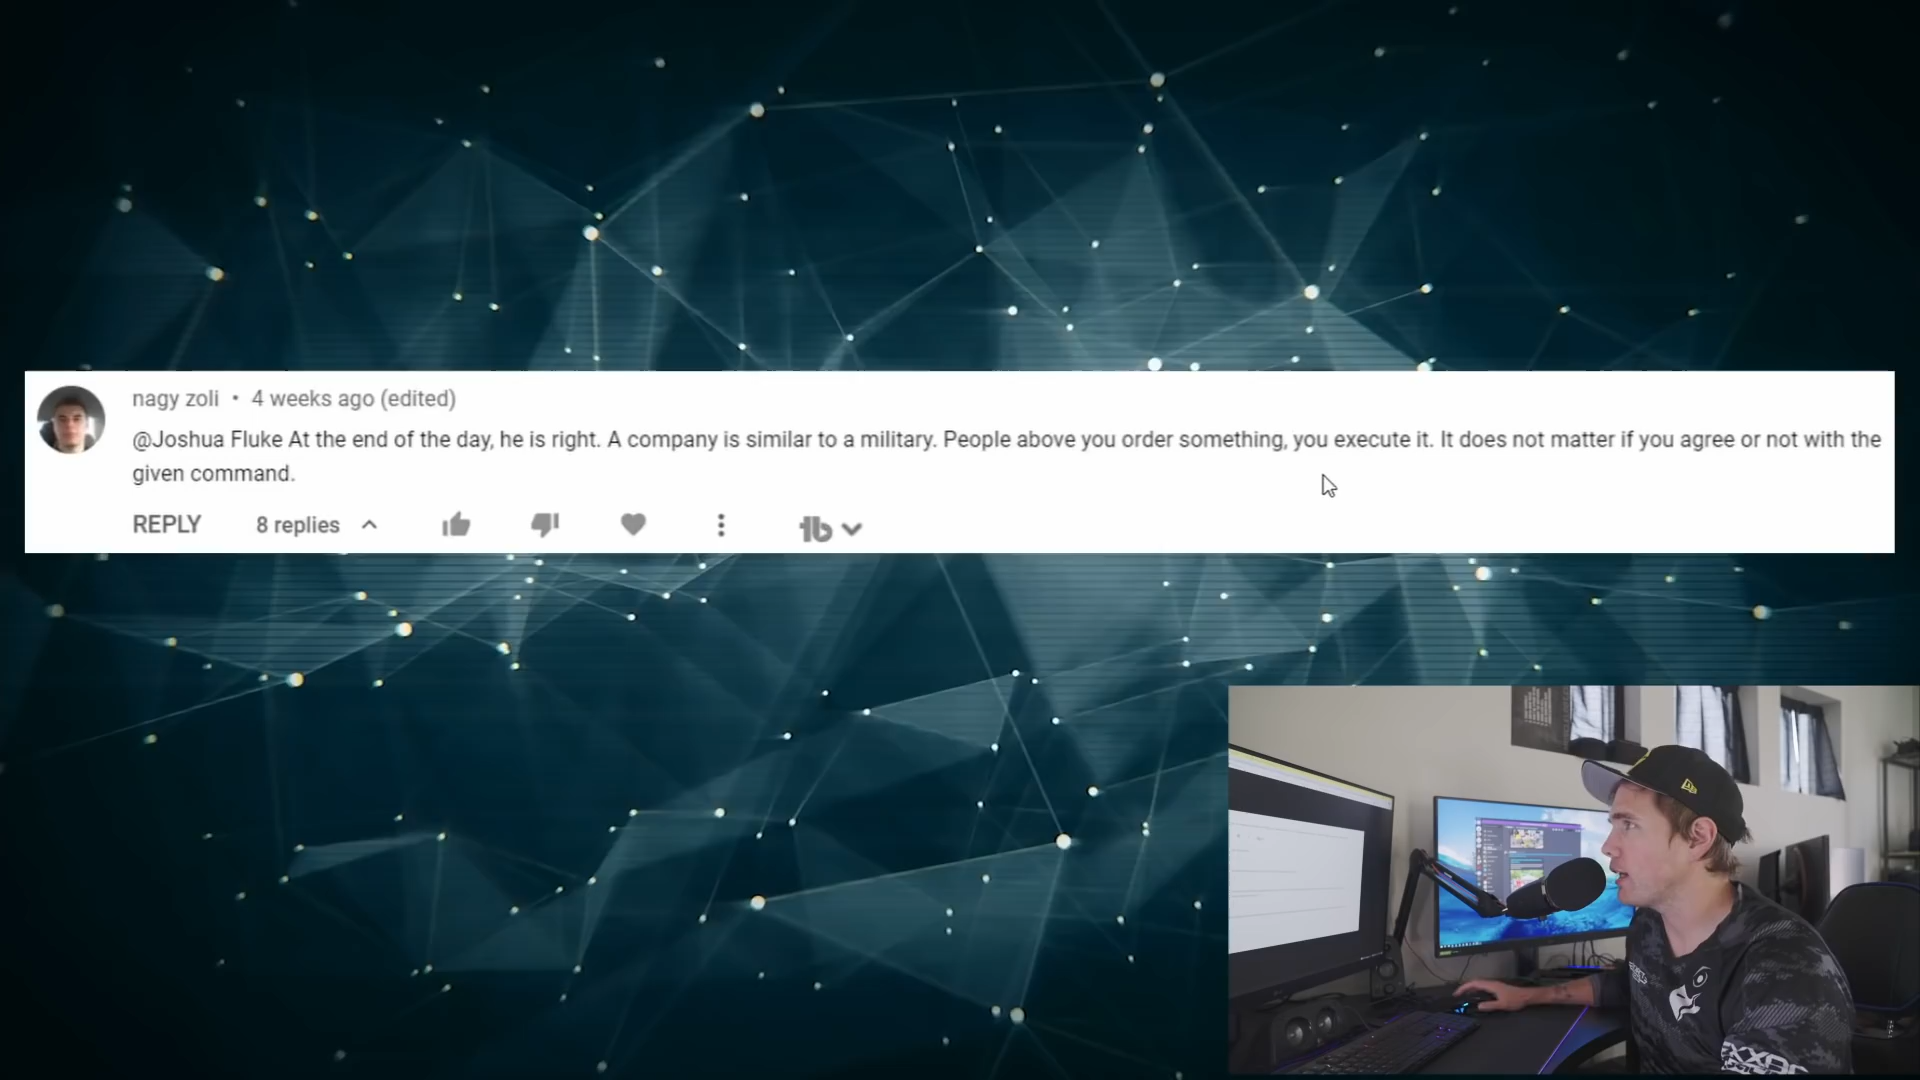 nagy zoli • 4 weeks ago (edited)
@Joshua Fluke At the end of the day, he is right. A company is similar to a military. People above you order something, you execute it. It does not matter if you agree or not with the
given command.
REPLY 8 replies